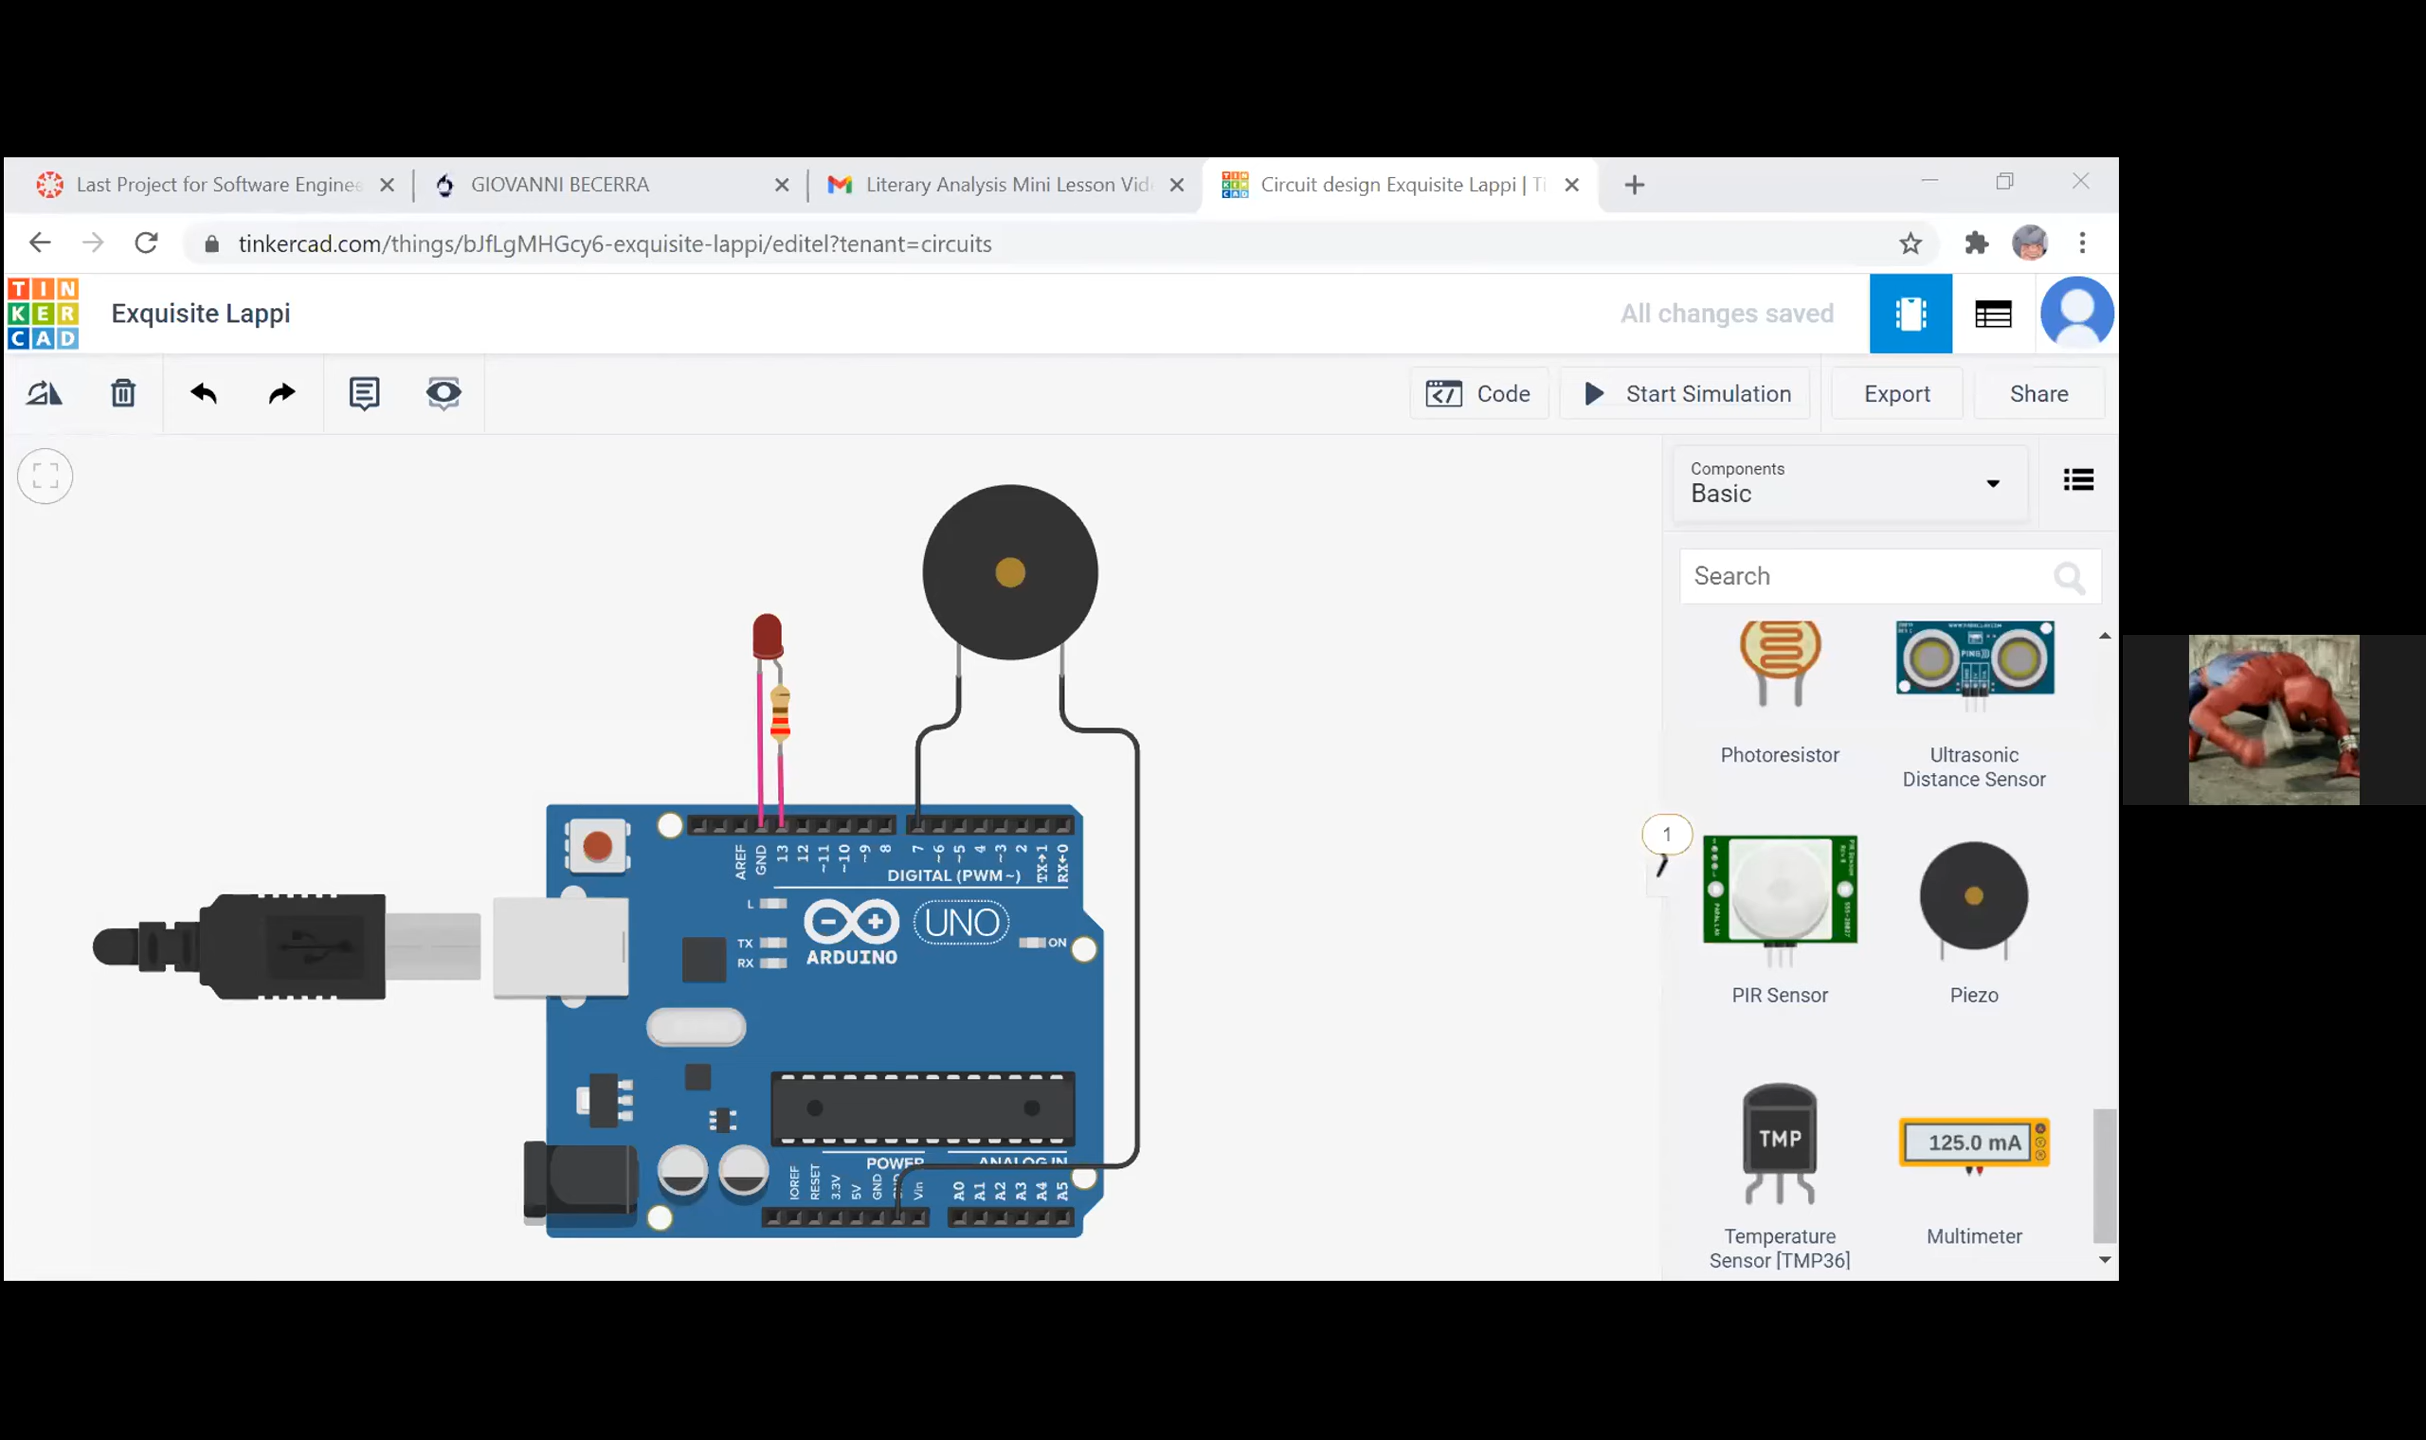 Last Project for Software Enginee
GIOVANNI BECERRA
Literary Analysis Mini Lesson Vide
Circuit design Exquisite Lappi | Ti
tinkercad.com/things/bJfLgMHGcy6-exquisite-lappi/editel?tenant=circuits
TIN
KER
CAD
Exquisite Lappi
All changes saved
Code
Start Simulation
Export
Share
Components
Basic
Search
Photoresistor
Ultrasonic
Distance Sensor
1
PIR Sensor
Piezo
TMP
125.0 mA
Temperature
Sensor [TMP36]
Multimeter
AREF
GND
13
12
~11
~10
~9
8
7
~6
~5
4
~3
2
TX→1
RX←0
DIGITAL (PWM ~)
L
TX
RX
UNO
ARDUINO
ON
POWER
ANALOG IN
IOREF
RESET
3.3V
5V
GND
Vin
A0
A1
A2
A3
A4
A5